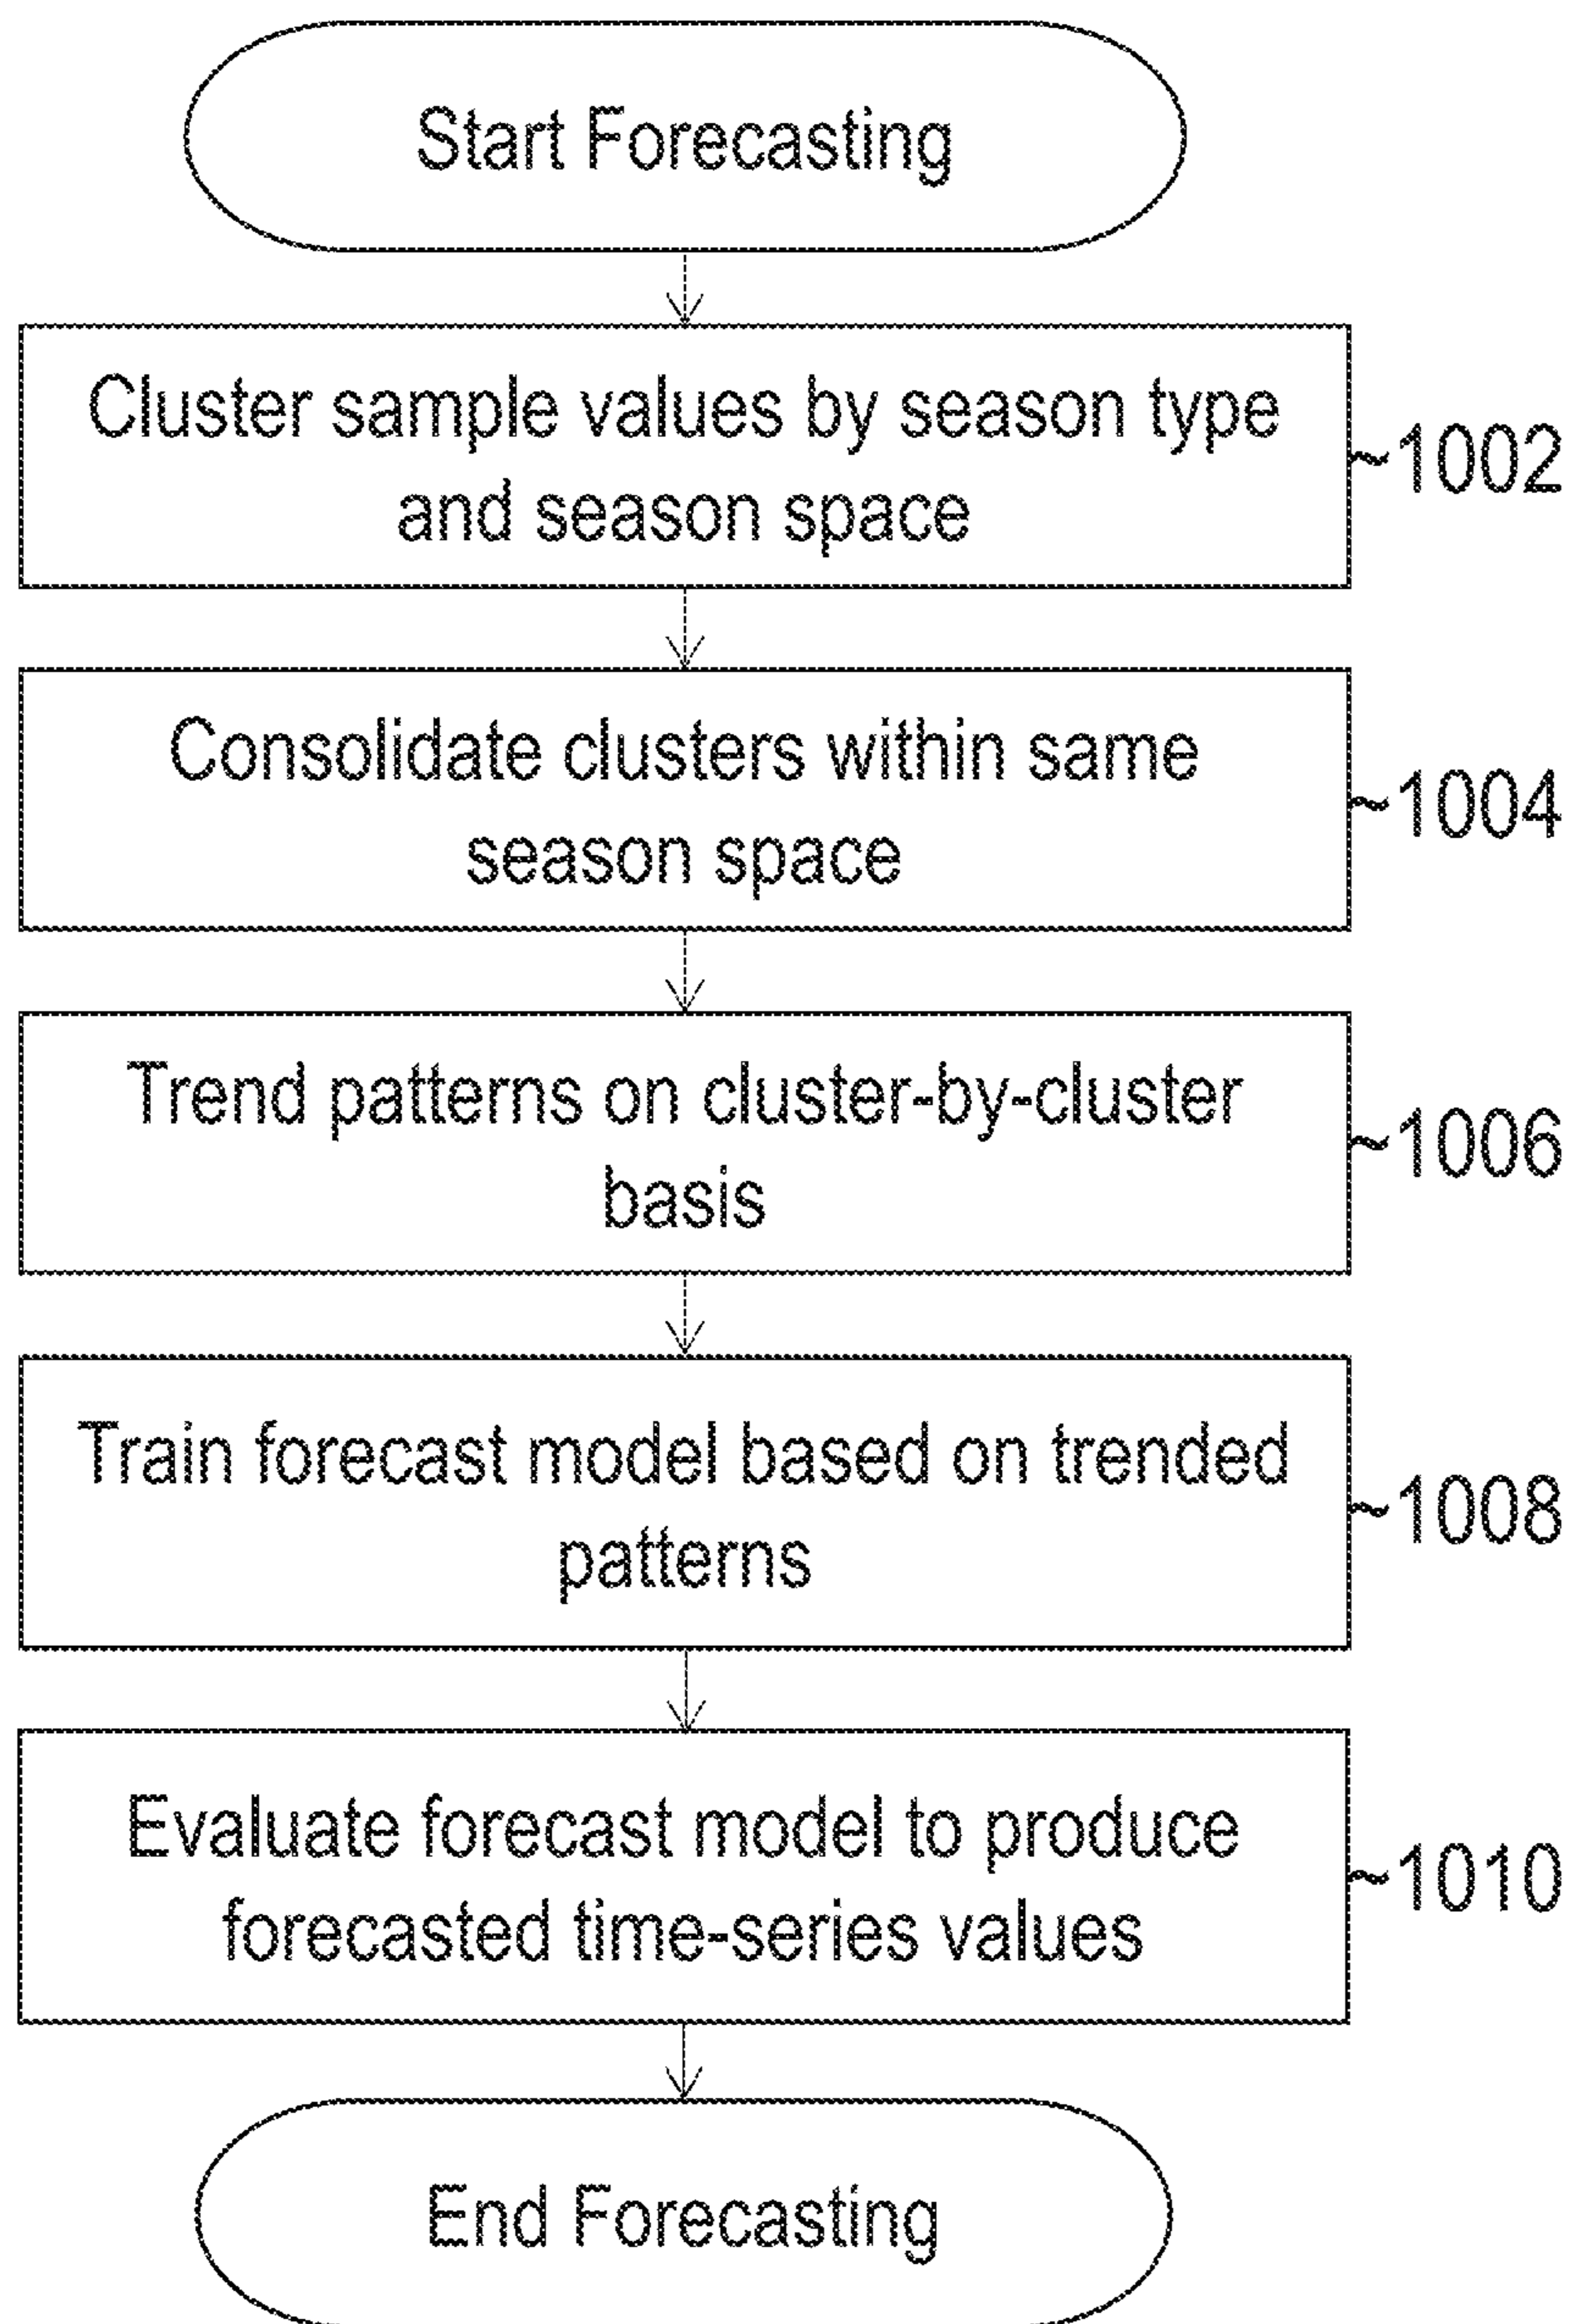 Start Forecasting
Cluster sample values by season type
and season space
~1002
Consolidate clusters within same
season space
~1004
Trend patterns on cluster-by-cluster
basis
~1006
Train forecast model based on trended
patterns
~1008
Evaluate forecast model to produce
forecasted time-series values
~1010
End Forecasting